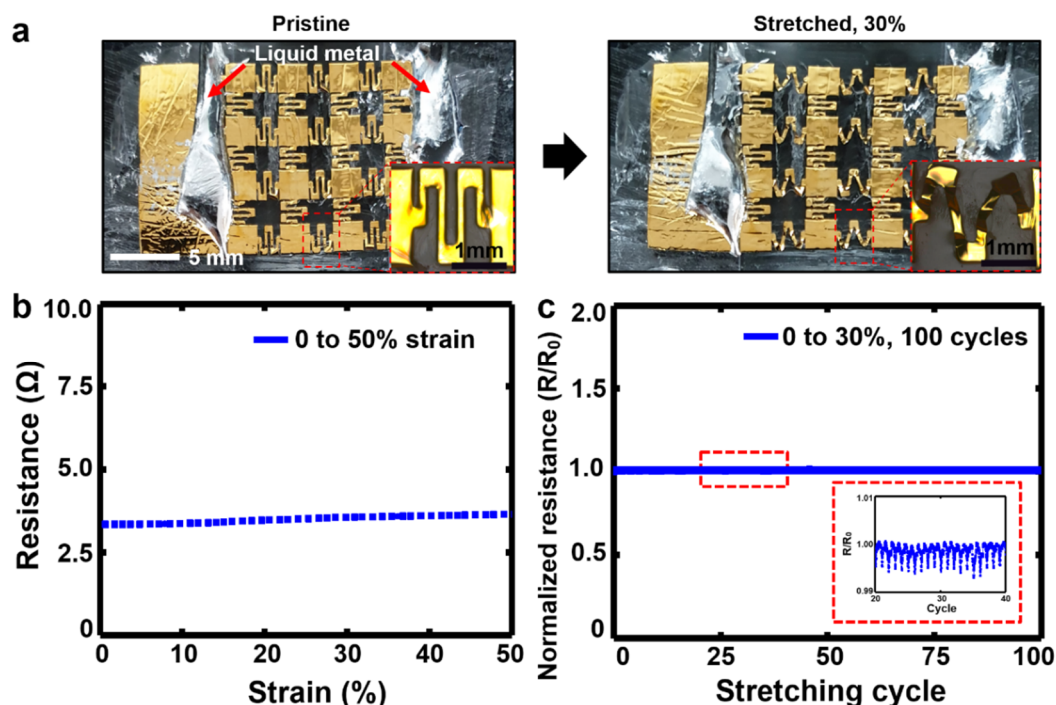 a
Pristine
Stretched, 30%
Liquid metal
5 mm
1mm
1mm
b
10.0
7.5
5.0
2.5
0
0 to 50% strain
Resistance (Ω)
0 10 20 30 40 50
Strain (%)
c
2.0
1.5
1.0
0.5
0
0 to 30%, 100 cycles
Normalized resistance (R/R₀)
1.01
1.00
0.99
R/R₀
20 30 40
Cycle
0 25 50 75 100
Stretching cycle